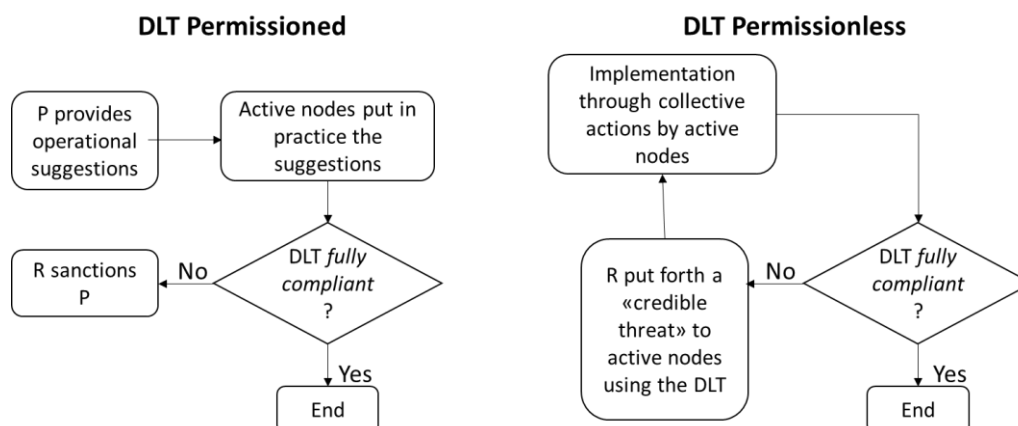 DLT Permissioned
P provides
operational
suggestions
Active nodes put in
practice the
suggestions
DLT fully
compliant
?
No
R sanctions
P
Yes
End
DLT Permissionless
Implementation
through collective
actions by active
nodes
DLT fully
compliant
?
No
R put forth a
«credible
threat» to
active nodes
using the DLT
Yes
End